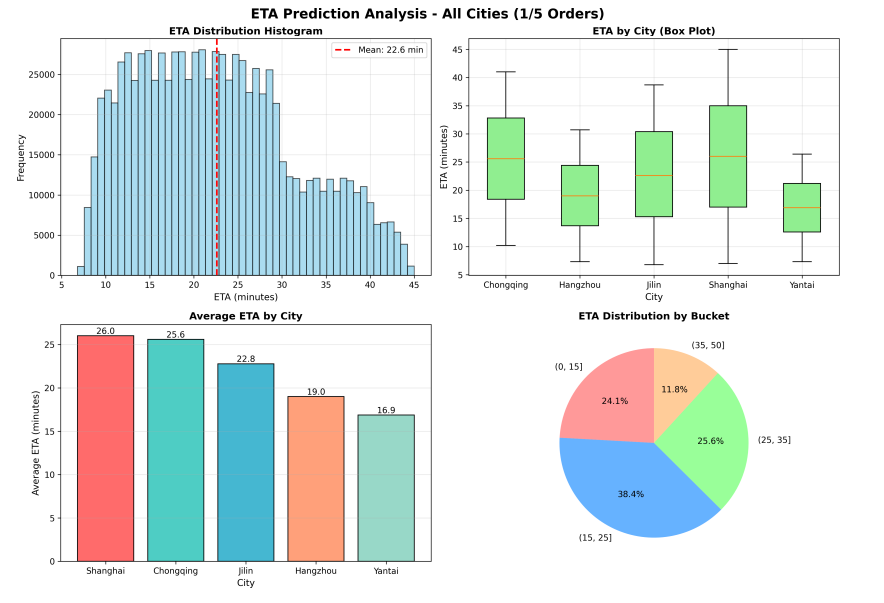 ETA Prediction Analysis - All Cities (1/5 Orders)
ETA Distribution Histogram
Mean: 22.6 min
Frequency
25000
20000
15000
10000
5000
0
5 10 15 20 25 30 35 40 45
ETA (minutes)
ETA by City (Box Plot)
ETA (minutes)
45
40
35
30
25
20
15
10
5
Chongqing Hangzhou Jilin Shanghai Yantai
City
Average ETA by City
Average ETA (minutes)
25
20
15
10
5
0
26.0 25.6 22.8 19.0 16.9
Shanghai Chongqing Jilin Hangzhou Yantai
City
ETA Distribution by Bucket
(35, 50]
(0, 15]
11.8%
24.1%
25.6%
(25, 35]
38.4%
(15, 25]